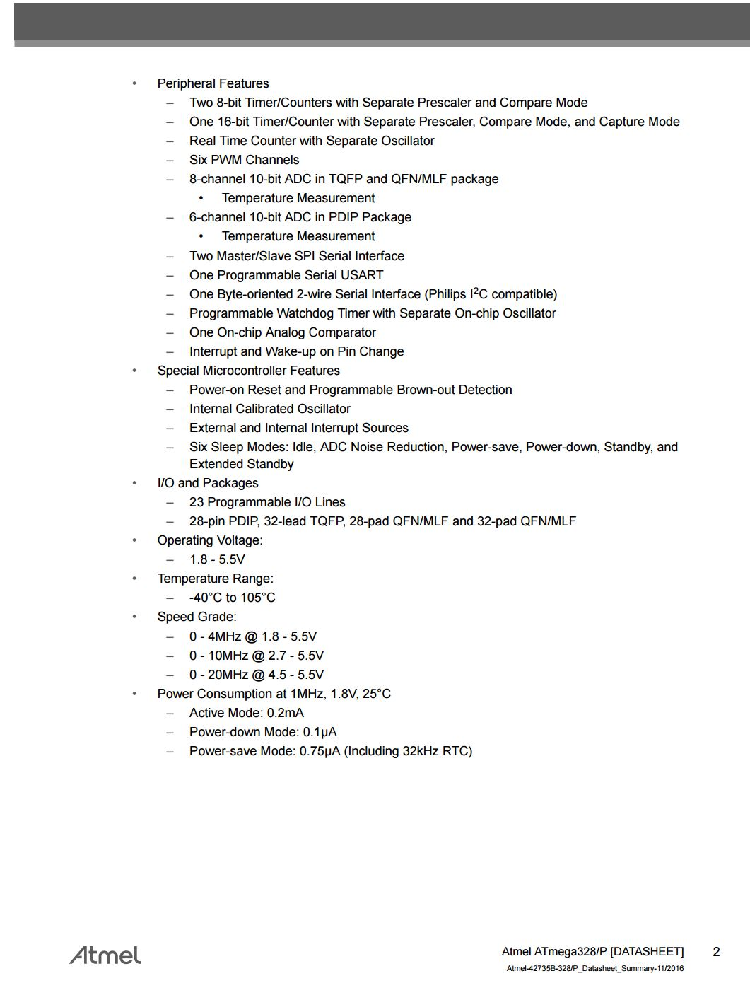 • Peripheral Features
– Two 8-bit Timer/Counters with Separate Prescaler and Compare Mode
– One 16-bit Timer/Counter with Separate Prescaler, Compare Mode, and Capture Mode
– Real Time Counter with Separate Oscillator
– Six PWM Channels
– 8-channel 10-bit ADC in TQFP and QFN/MLF package
• Temperature Measurement
– 6-channel 10-bit ADC in PDIP Package
• Temperature Measurement
– Two Master/Slave SPI Serial Interface
– One Programmable Serial USART
– One Byte-oriented 2-wire Serial Interface (Philips I²C compatible)
– Programmable Watchdog Timer with Separate On-chip Oscillator
– One On-chip Analog Comparator
– Interrupt and Wake-up on Pin Change
• Special Microcontroller Features
– Power-on Reset and Programmable Brown-out Detection
– Internal Calibrated Oscillator
– External and Internal Interrupt Sources
– Six Sleep Modes: Idle, ADC Noise Reduction, Power-save, Power-down, Standby, and
Extended Standby
• I/O and Packages
– 23 Programmable I/O Lines
– 28-pin PDIP, 32-lead TQFP, 28-pad QFN/MLF and 32-pad QFN/MLF
• Operating Voltage:
– 1.8 - 5.5V
• Temperature Range:
– -40°C to 105°C
• Speed Grade:
– 0 - 4MHz @ 1.8 - 5.5V
– 0 - 10MHz @ 2.7 - 5.5V
– 0 - 20MHz @ 4.5 - 5.5V
• Power Consumption at 1MHz, 1.8V, 25°C
– Active Mode: 0.2mA
– Power-down Mode: 0.1µA
– Power-save Mode: 0.75µA (Including 32kHz RTC)
Atmel
Atmel ATmega328/P [DATASHEET] 2
Atmel-42735B-328/P_Datasheet_Summary-11/2016